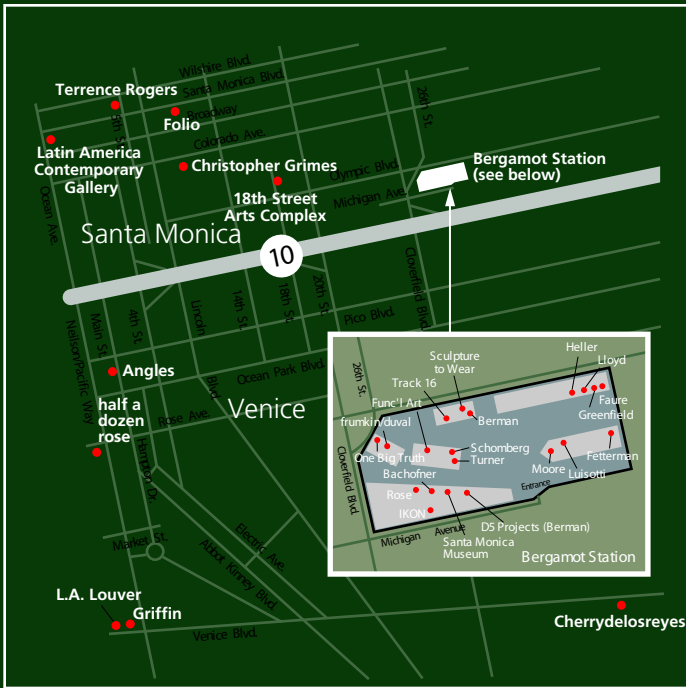 Wilshire Blvd.
Santa Monica Blvd.
Broadway
Colorado Ave.
Olympic Blvd.
Michigan Ave.
5th St.
26th St.
Ocean Ave.
Terrence Rogers
Folio
Latin America
Contemporary
Gallery
Christopher Grimes
18th Street
Arts Complex
Bergamot Station
(see below)
Santa Monica
10
Neilson/Pacific Way
Main St.
4th St.
Lincoln
Blvd.
14th St.
18th St.
20th St.
Cloverfield Blvd.
Pico Blvd.
Ocean Park Blvd.
Rose Ave.
Angles
half a
dozen
rose
Venice
Hampton Dr.
Market St.
Electric Ave.
Abbot Kinney Blvd.
Venice Blvd.
L.A. Louver
Griffin
Cherrydelosreyes
26th St.
Cloverfield Blvd.
Sculpture
to Wear
Track 16
Func'l Art
frumkin/duval
One Big Truth
Berman
Heller
Lloyd
Faure
Greenfield
Schomberg
Turner
Bachofner
Rose
IKON
Moore
Luisotti
Fetterman
Entrance
D5 Projects (Berman)
Santa Monica
Museum
Michigan Avenue
Bergamot Station